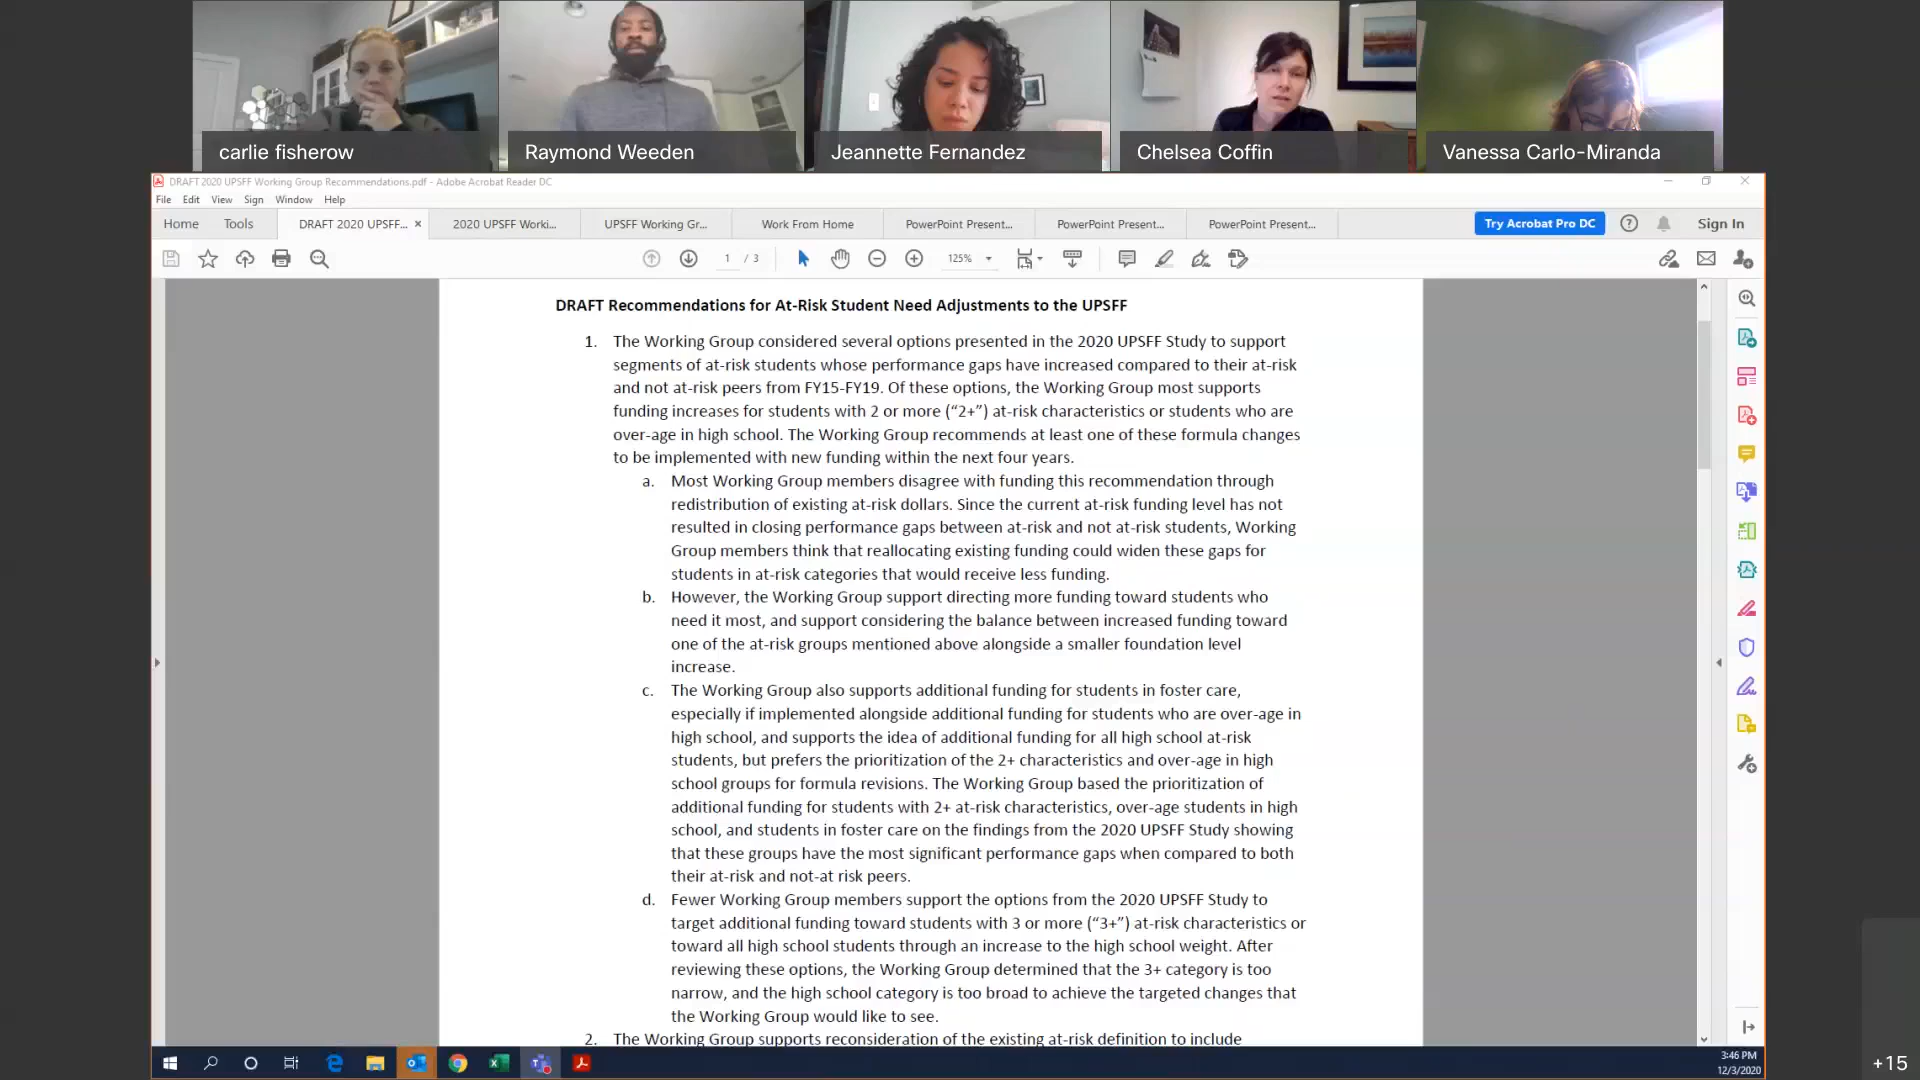 carlie fisherow
Raymond Weeden
Jeannette Fernandez
Chelsea Coffin
Vanessa Carlo-Miranda
DRAFT 2020 UPSFF Working Group Recommendations.pdf - Adobe Acrobat Reader DC
File Edit View Sign Window Help
Home Tools DRAFT 2020 UPSFF... × 2020 UPSFF Worki... UPSFF Working Gr... Work From Home PowerPoint Present... PowerPoint Present... PowerPoint Present... Try Acrobat Pro DC Sign In
1 / 3 125%
DRAFT Recommendations for At-Risk Student Need Adjustments to the UPSFF
1. The Working Group considered several options presented in the 2020 UPSFF Study to support
segments of at-risk students whose performance gaps have increased compared to their at-risk
and not at-risk peers from FY15-FY19. Of these options, the Working Group most supports
funding increases for students with 2 or more (“2+”) at-risk characteristics or students who are
over-age in high school. The Working Group recommends at least one of these formula changes
to be implemented with new funding within the next four years.
a. Most Working Group members disagree with funding this recommendation through
redistribution of existing at-risk dollars. Since the current at-risk funding level has not
resulted in closing performance gaps between at-risk and not at-risk students, Working
Group members think that reallocating existing funding could widen these gaps for
students in at-risk categories that would receive less funding.
b. However, the Working Group support directing more funding toward students who
need it most, and support considering the balance between increased funding toward
one of the at-risk groups mentioned above alongside a smaller foundation level
increase.
c. The Working Group also supports additional funding for students in foster care,
especially if implemented alongside additional funding for students who are over-age in
high school, and supports the idea of additional funding for all high school at-risk
students, but prefers the prioritization of the 2+ characteristics and over-age in high
school groups for formula revisions. The Working Group based the prioritization of
additional funding for students with 2+ at-risk characteristics, over-age students in high
school, and students in foster care on the findings from the 2020 UPSFF Study showing
that these groups have the most significant performance gaps when compared to both
their at-risk and not-at risk peers.
d. Fewer Working Group members support the options from the 2020 UPSFF Study to
target additional funding toward students with 3 or more (“3+”) at-risk characteristics or
toward all high school students through an increase to the high school weight. After
reviewing these options, the Working Group determined that the 3+ category is too
narrow, and the high school category is too broad to achieve the targeted changes that
the Working Group would like to see.
2. The Working Group supports reconsideration of the existing at-risk definition to include
3:46 PM
12/3/2020
+15